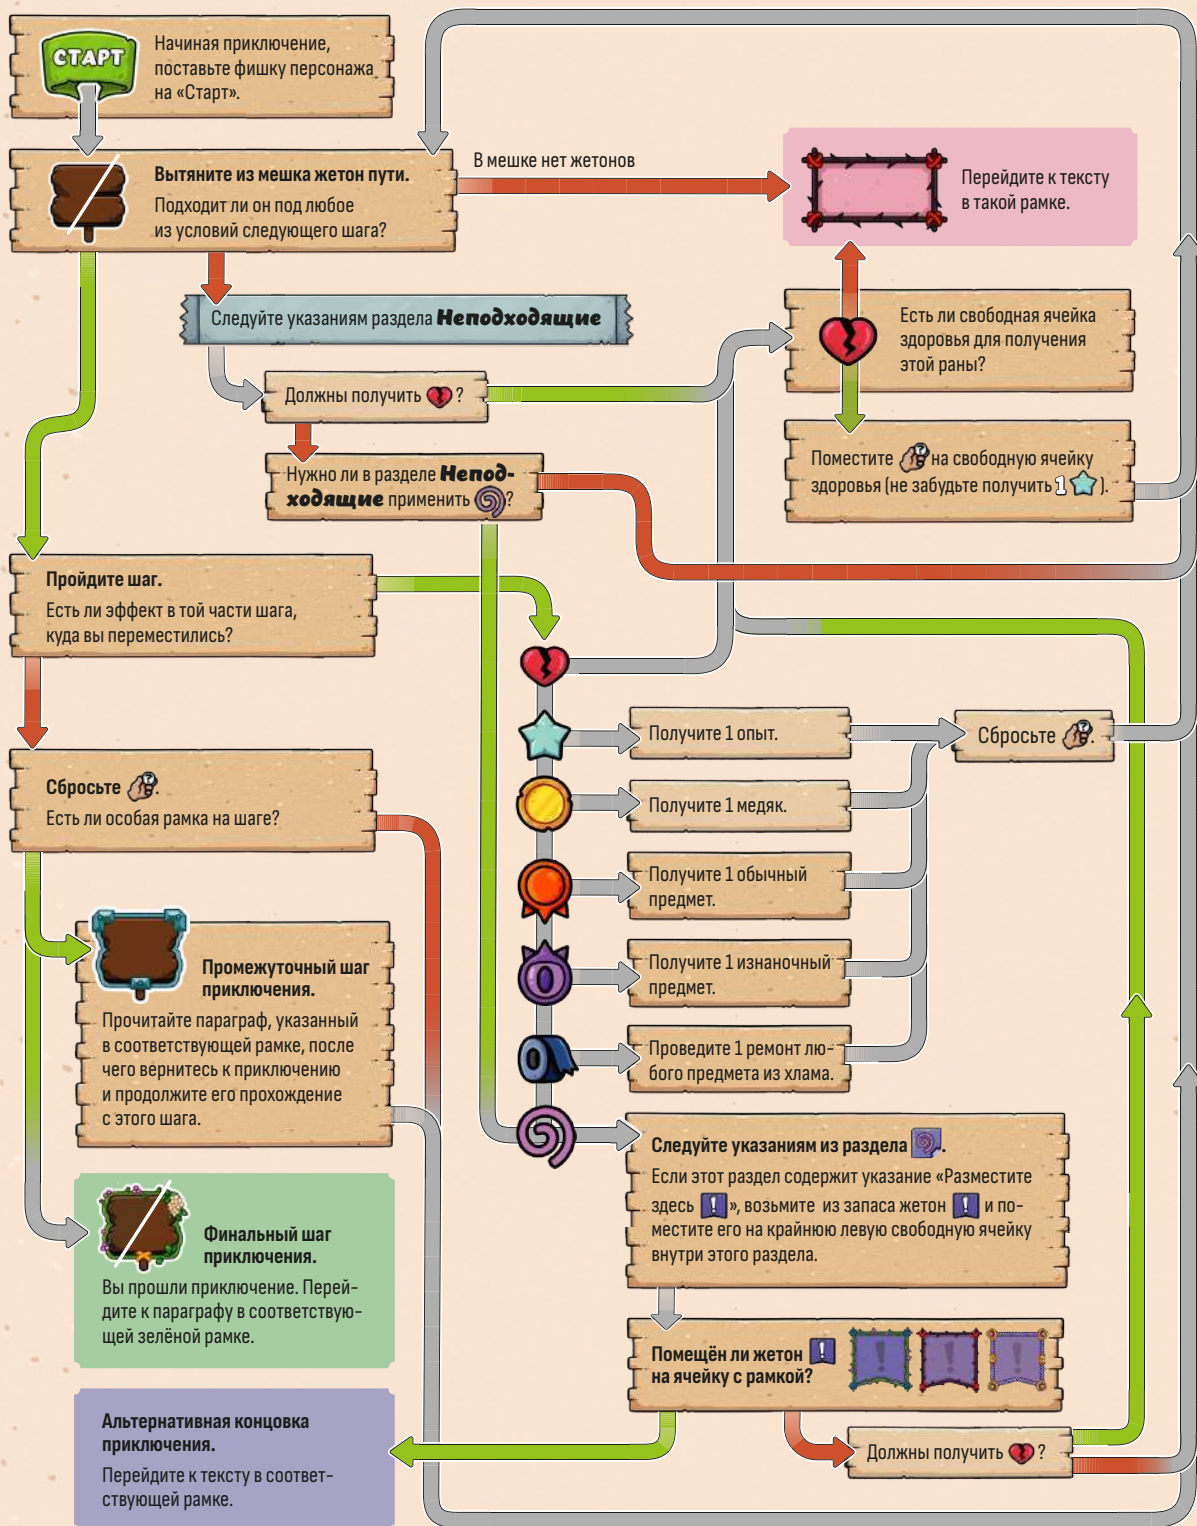 СТАРТ
Начиная приключение,
поставьте фишку персонажа
на «Старт».
Вытяните из мешка жетон пути.
Подходит ли он под любое
из условий следующего шага?
В мешке нет жетонов
Перейдите к тексту
в такой рамке.
Следуйте указаниям раздела Неподходящие
Есть ли свободная ячейка
здоровья для получения
этой раны?
Должны получить ?
Поместите на свободную ячейку
здоровья (не забудьте получить 1 ).
Нужно ли в разделе Непод-
ходящие применить ?
Пройдите шаг.
Есть ли эффект в той части шага,
куда вы переместились?
Получите 1 опыт.
Сбросьте .
Сбросьте .
Есть ли особая рамка на шаге?
Получите 1 медяк.
Получите 1 обычный
предмет.
Получите 1 изнаночный
предмет.
Проведите 1 ремонт лю-
бого предмета из хлама.
Промежуточный шаг
приключения.
Прочитайте параграф, указанный
в соответствующей рамке, после
чего вернитесь к приключению
и продолжите его прохождение
с этого шага.
Следуйте указаниям из раздела .
Если этот раздел содержит указание «Разместите
здесь ! », возьмите из запаса жетон ! и по-
местите его на крайнюю левую свободную ячейку
внутри этого раздела.
Финальный шаг
приключения.
Вы прошли приключение. Перей-
дите к параграфу в соответствую-
щей зелёной рамке.
Помещён ли жетон !
на ячейку с рамкой?
! ! !
Альтернативная концовка
приключения.
Перейдите к тексту в соответ-
ствующей рамке.
Должны получить ?